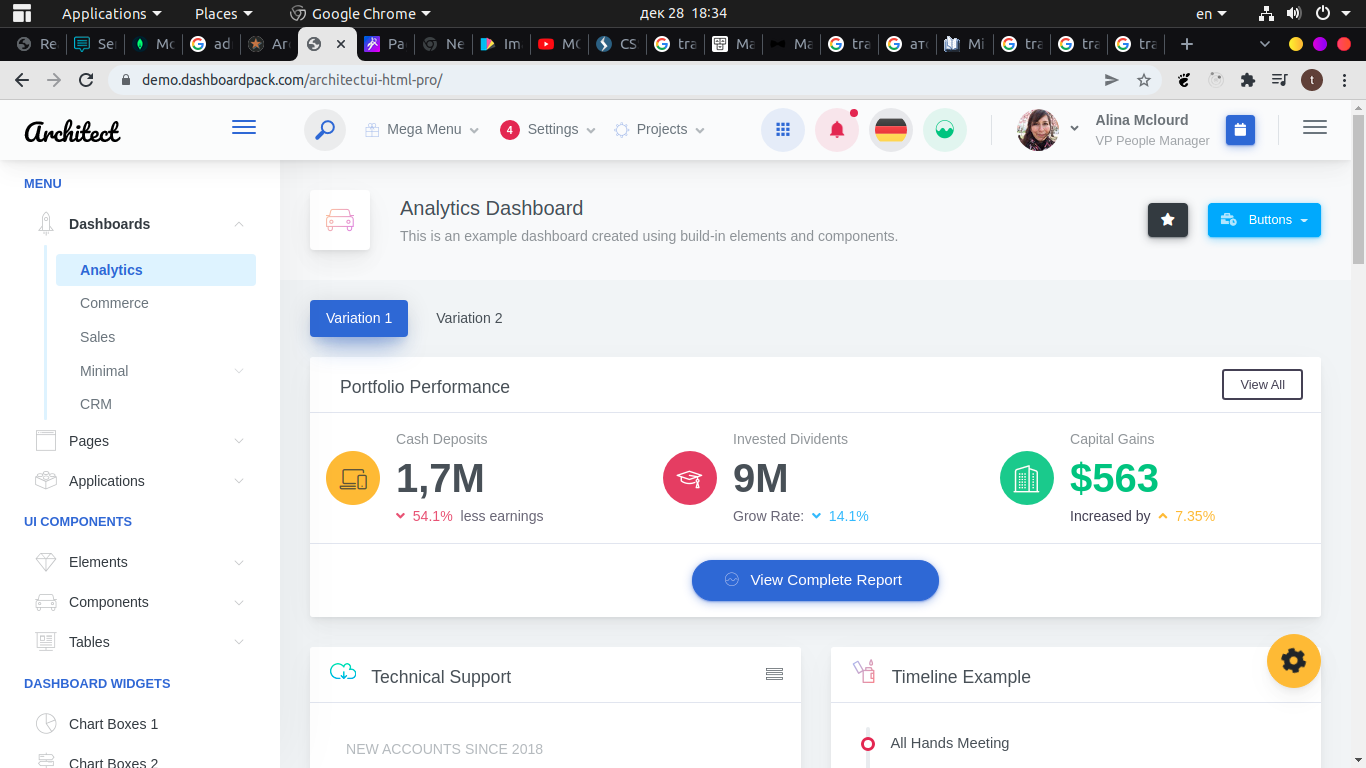 Applications Places Google Chrome дек 28 18:34 en
Re Se Mo ad Arc Pa Ne Im MC CS tra Ma Ma tra ато Mi tra tra tra
demo.dashboardpack.com/architectui-html-pro/ t
Architect Mega Menu 4 Settings Projects Alina Mclourd
VP People Manager
MENU
Dashboards
Analytics
Commerce
Sales
Minimal
CRM
Pages
Applications
UI COMPONENTS
Elements
Components
Tables
DASHBOARD WIDGETS
Chart Boxes 1
Chart Boxes 2
Analytics Dashboard
This is an example dashboard created using build-in elements and components.
Buttons
Variation 1 Variation 2
Portfolio Performance View All
Cash Deposits
1,7M
54.1% less earnings
Invested Dividents
9M
Grow Rate: 14.1%
Capital Gains
$563
Increased by 7.35%
View Complete Report
Technical Support
NEW ACCOUNTS SINCE 2018
Timeline Example
All Hands Meeting